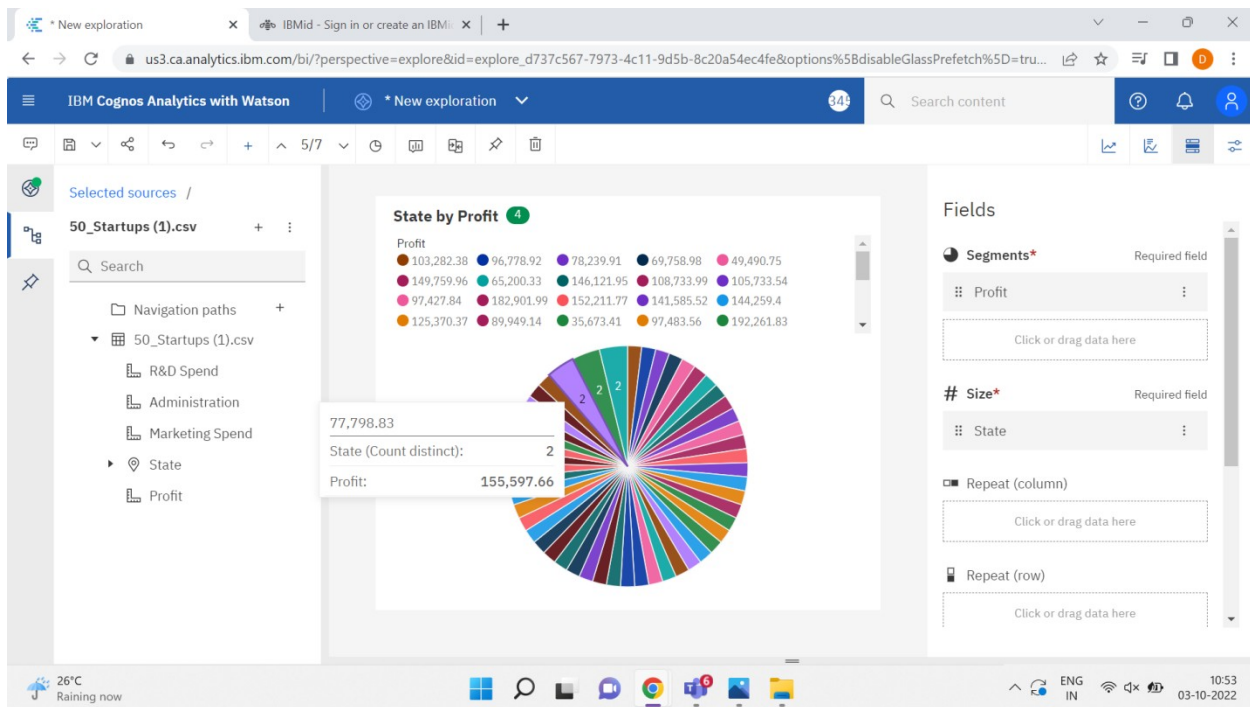 * New exploration
IBMid - Sign in or create an IBMi
us3.ca.analytics.ibm.com/bi/?perspective=explore&id=explore_d737c567-7973-4c11-9d5b-8c20a54ec4fe&options%5BdisableGlassPrefetch%5D=tru...
D
IBM Cognos Analytics with Watson
* New exploration
345
Search content
5/7
Selected sources /
50_Startups (1).csv
Search
Navigation paths
50_Startups (1).csv
R&D Spend
Administration
Marketing Spend
State
Profit
State by Profit 4
Profit
103,282.38 96,778.92 78,239.91 69,758.98 49,490.75
149,759.96 65,200.33 146,121.95 108,733.99 105,733.54
97,427.84 182,901.99 152,211.77 141,585.52 144,259.4
125,370.37 89,949.14 35,673.41 97,483.56 192,261.83
2 2 2
77,798.83
State (Count distinct): 2
Profit: 155,597.66
Fields
Segments* Required field
Profit
Click or drag data here
# Size* Required field
State
Repeat (column)
Click or drag data here
Repeat (row)
Click or drag data here
26°C
Raining now
6
ENG
IN
10:53
03-10-2022